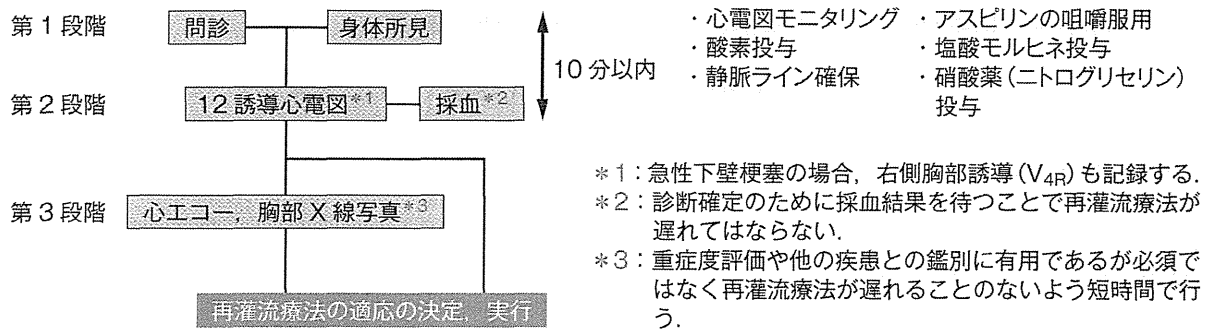 第1段階
問診
身体所見
10分以内
第2段階
12誘導心電図*1
採血*2
第3段階
心エコー，胸部X線写真*3
再灌流療法の適応の決定，実行
・心電図モニタリング ・アスピリンの咀嚼服用
・酸素投与 ・塩酸モルヒネ投与
・静脈ライン確保 ・硝酸薬（ニトログリセリン）
投与
*1：急性下壁梗塞の場合，右側胸部誘導（V4R）も記録する．
*2：診断確定のために採血結果を待つことで再灌流療法が
遅れてはならない．
*3：重症度評価や他の疾患との鑑別に有用であるが必須で
はなく再灌流療法が遅れることのないよう短時間で行
う．